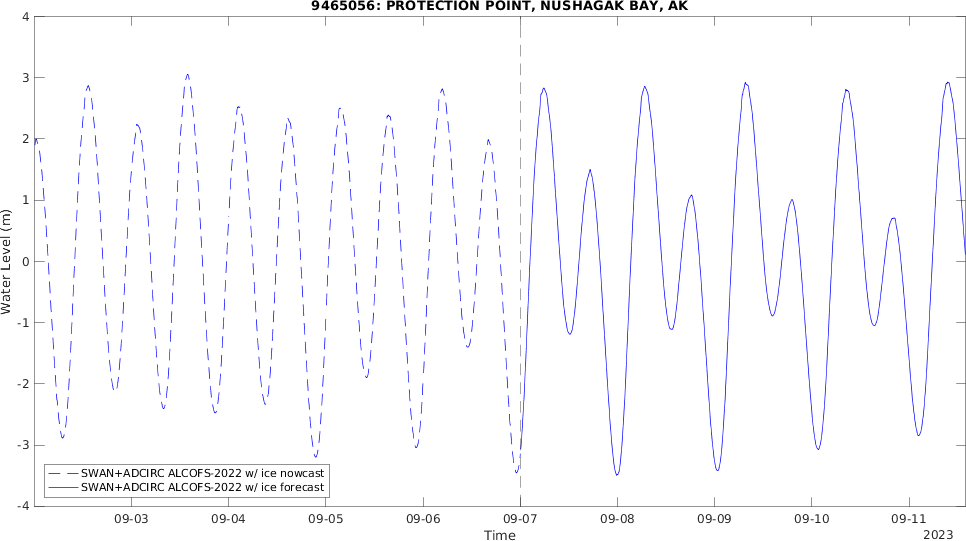 9465056: PROTECTION POINT, NUSHAGAK BAY, AK
Water Level (m)
4
3
2
1
0
-1
-2
-3
-4
SWAN+ADCIRC ALCOFS-2022 w/ ice nowcast
SWAN+ADCIRC ALCOFS-2022 w/ ice forecast
09-03 09-04 09-05 09-06 09-07 09-08 09-09 09-10 09-11
Time
2023